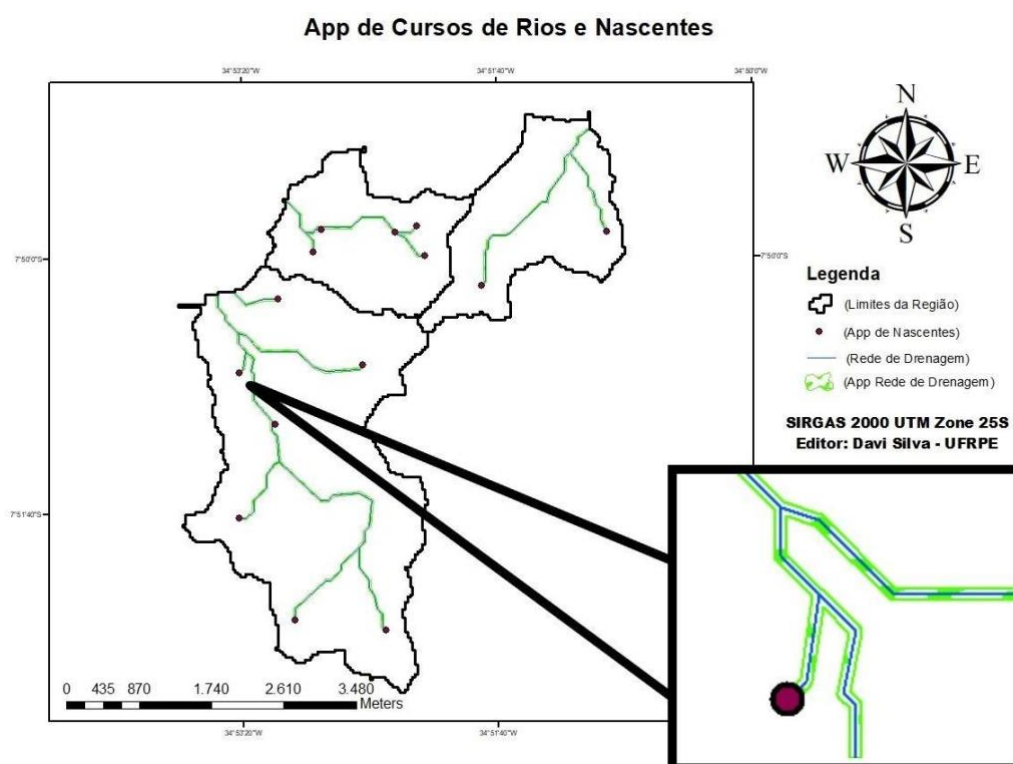 App de Cursos de Rios e Nascentes
34°53'20"W
34°51'40"W
34°50'0"W
N
W
E
S
7°50'0"S
7°50'0"S
Legenda
(Limites da Região)
(App de Nascentes)
(Rede de Drenagem)
(App Rede de Drenagem)
SIRGAS 2000 UTM Zone 25S
Editor: Davi Silva - UFRPE
7°51'40"S
0 435 870 1.740 2.610 3.480
Meters
34°53'20"W
34°51'40"W